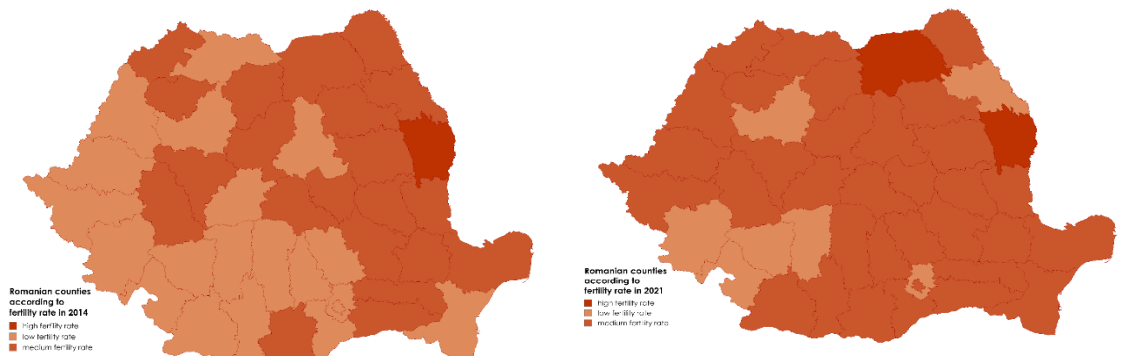 Romanian counties
according to
fertility rate in 2014
high fertility rate
low fertility rate
medium fertility rate
Romanian counties
according to
fertility rate in 2021
high fertility rate
low fertility rate
medium fertility rate